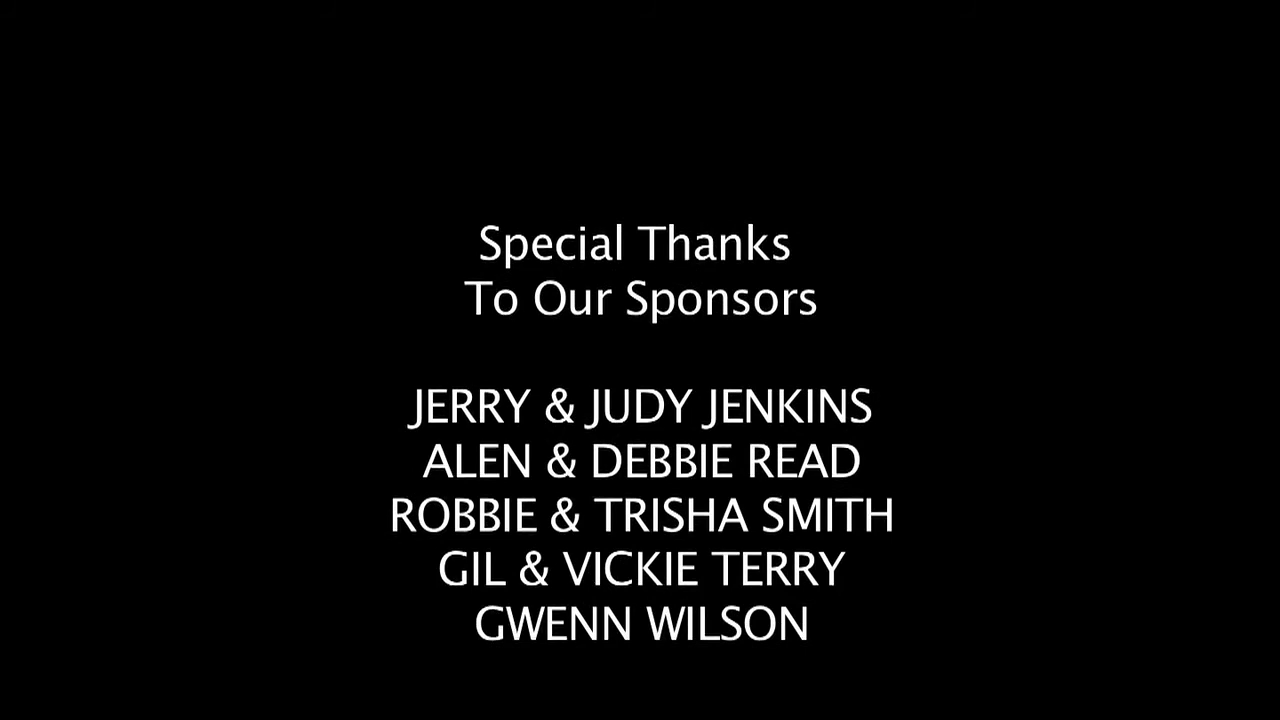 Special Thanks
To Our Sponsors
JERRY & JUDY JENKINS
ALEN & DEBBIE READ
ROBBIE & TRISHA SMITH
GIL & VICKIE TERRY
GWENN WILSON